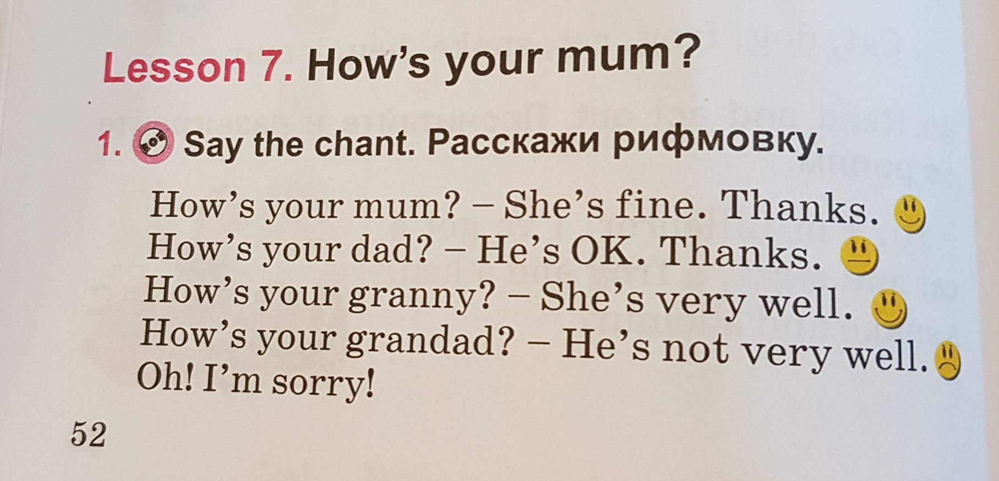 Lesson 7. How's your mum?
1. Say the chant. Расскажи рифмовку.
How's your mum? – She's fine. Thanks.
How's your dad? – He's OK. Thanks.
How's your granny? – She's very well.
How's your grandad? – He's not very well.
Oh! I'm sorry!
52